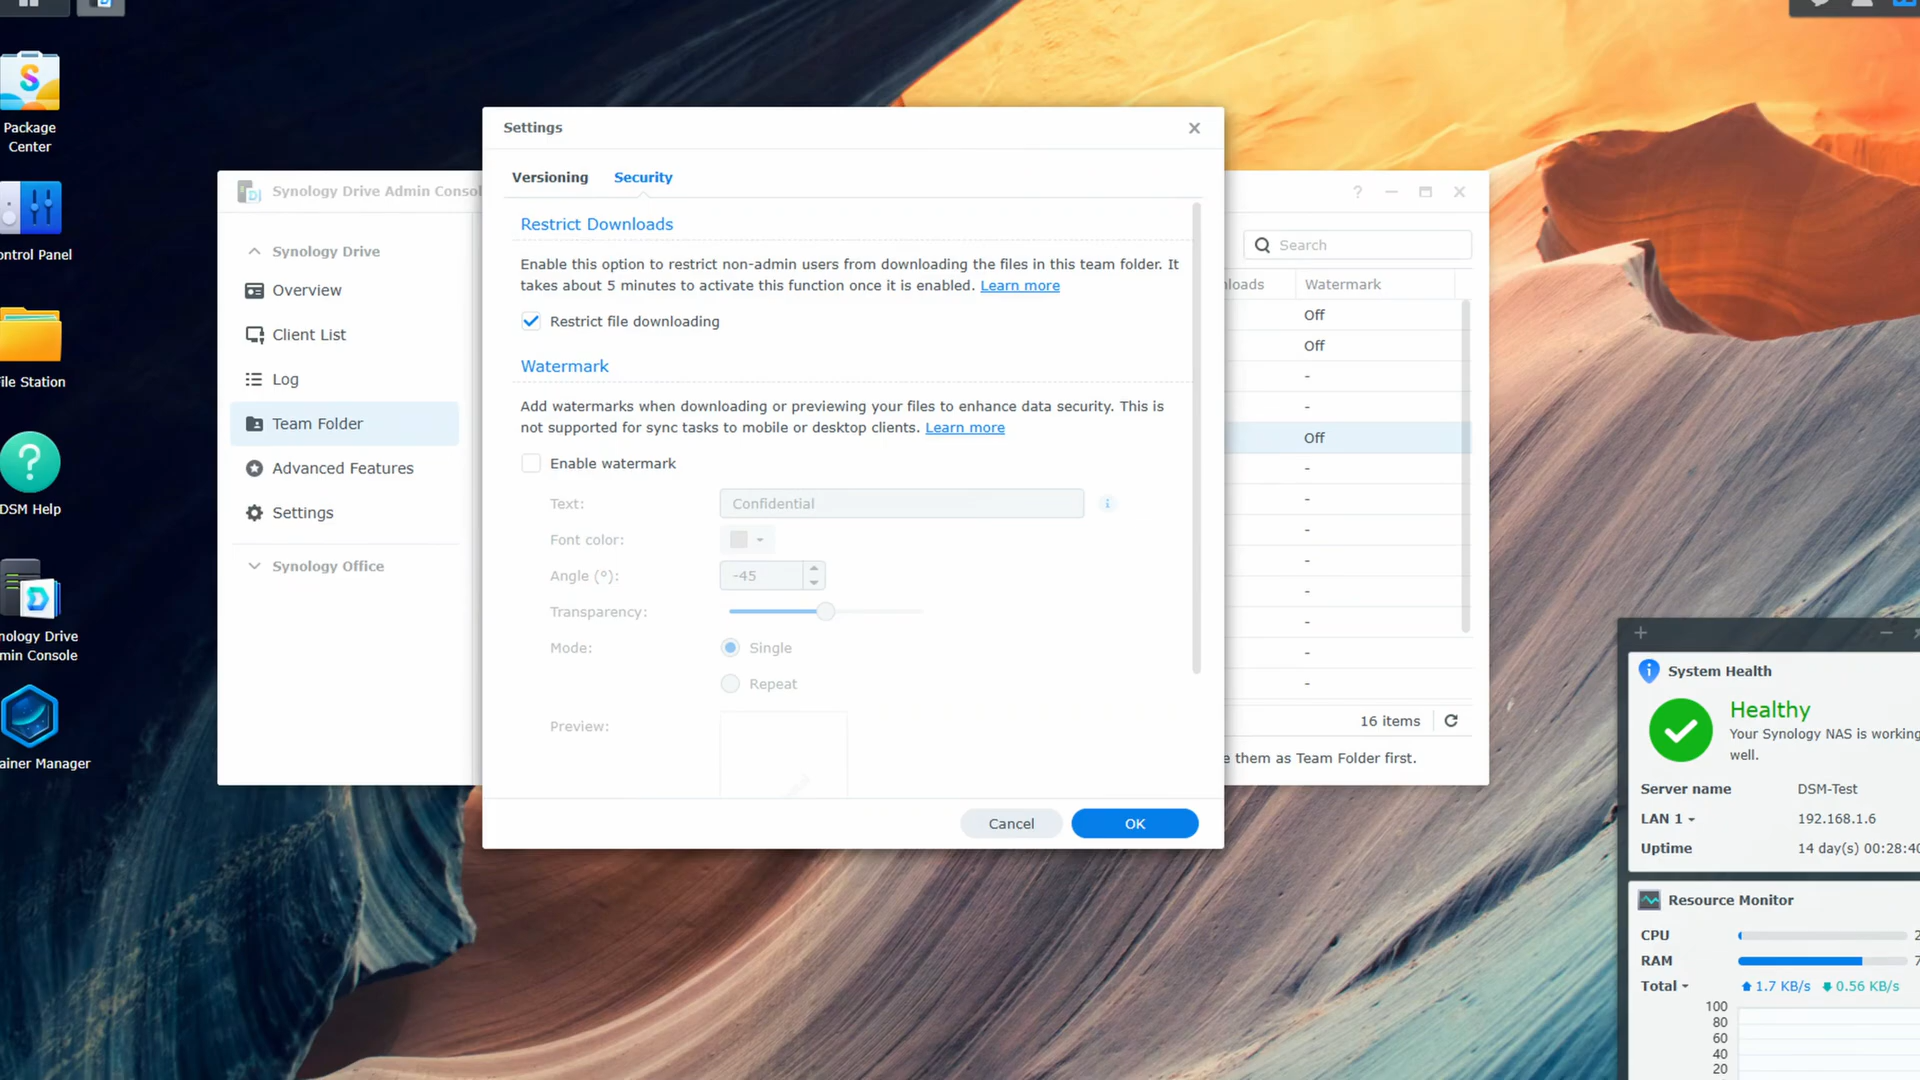 Package
Center
ontrol Panel
ile Station
DSM Help
nology Drive
min Console
ainer Manager
Synology Drive Admin Consol
Synology Drive
Overview
Client List
Log
Team Folder
Advanced Features
Settings
Synology Office
Settings
Versioning
Security
Restrict Downloads
Enable this option to restrict non-admin users from downloading the files in this team folder. It
takes about 5 minutes to activate this function once it is enabled. Learn more
Restrict file downloading
Watermark
Add watermarks when downloading or previewing your files to enhance data security. This is
not supported for sync tasks to mobile or desktop clients. Learn more
Enable watermark
Text: Confidential
Font color:
Angle (°): -45
Transparency:
Mode: Single
Repeat
Preview:
Cancel OK
Search
loads Watermark
Off
Off
-
-
Off
-
-
-
-
-
-
-
-
16 items
e them as Team Folder first.
System Health
Healthy
Your Synology NAS is working
well.
Server name DSM-Test
LAN 1 192.168.1.6
Uptime 14 day(s) 00:28:40
Resource Monitor
CPU 2
RAM 7
Total 1.7 KB/s 0.56 KB/s
100
80
60
40
20